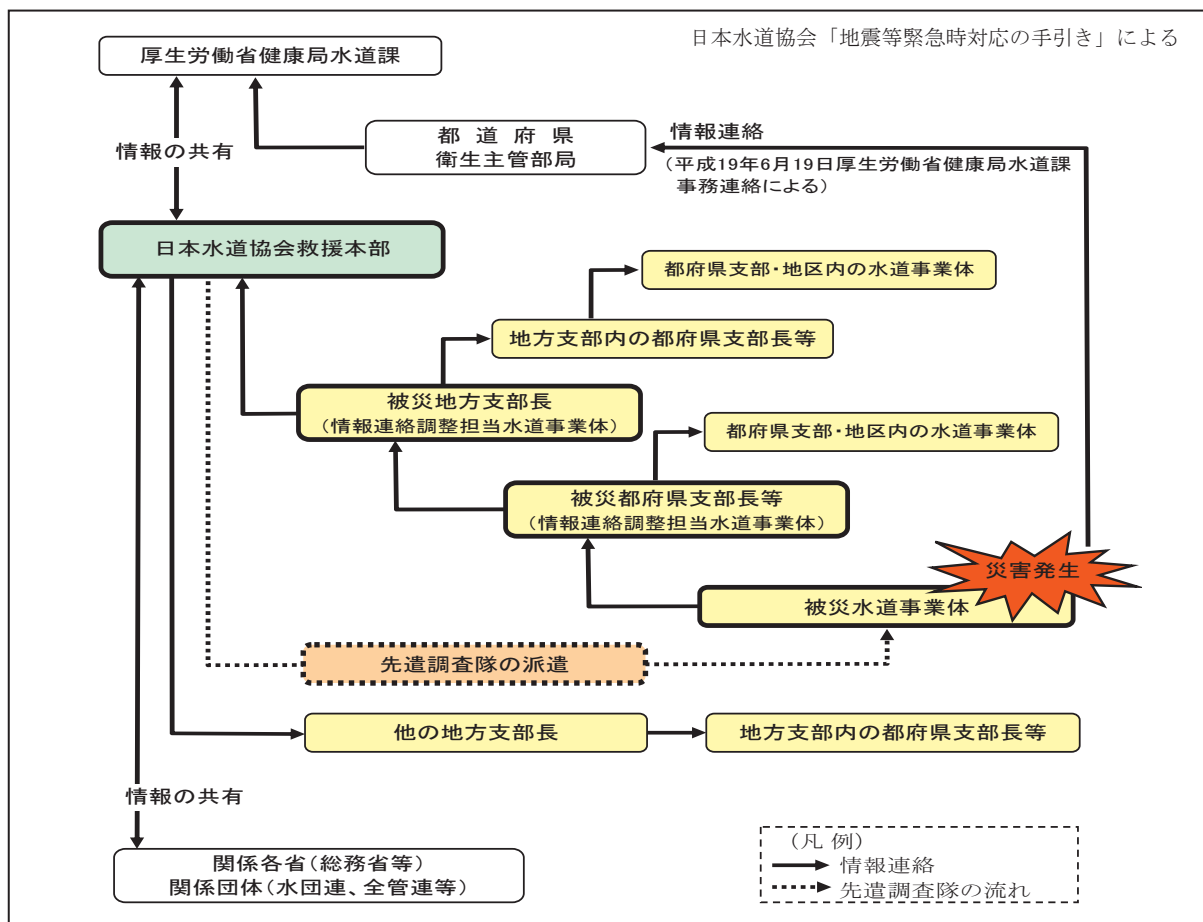 日本水道協会「地震等緊急時対応の手引き」による
厚生労働省健康局水道課
情報の共有
都道府県
衛生主管部局
情報連絡
(平成19年6月19日厚生労働省健康局水道課
事務連絡による)
日本水道協会救援本部
都府県支部・地区内の水道事業体
地方支部内の都府県支部長等
被災地方支部長
(情報連絡調整担当水道事業体)
都府県支部・地区内の水道事業体
被災都府県支部長等
(情報連絡調整担当水道事業体)
災害発生
被災水道事業体
先遣調査隊の派遣
他の地方支部長
地方支部内の都府県支部長等
情報の共有
関係各省(総務省等)
関係団体(水団連、全管連等)
(凡例)
情報連絡
先遣調査隊の流れ